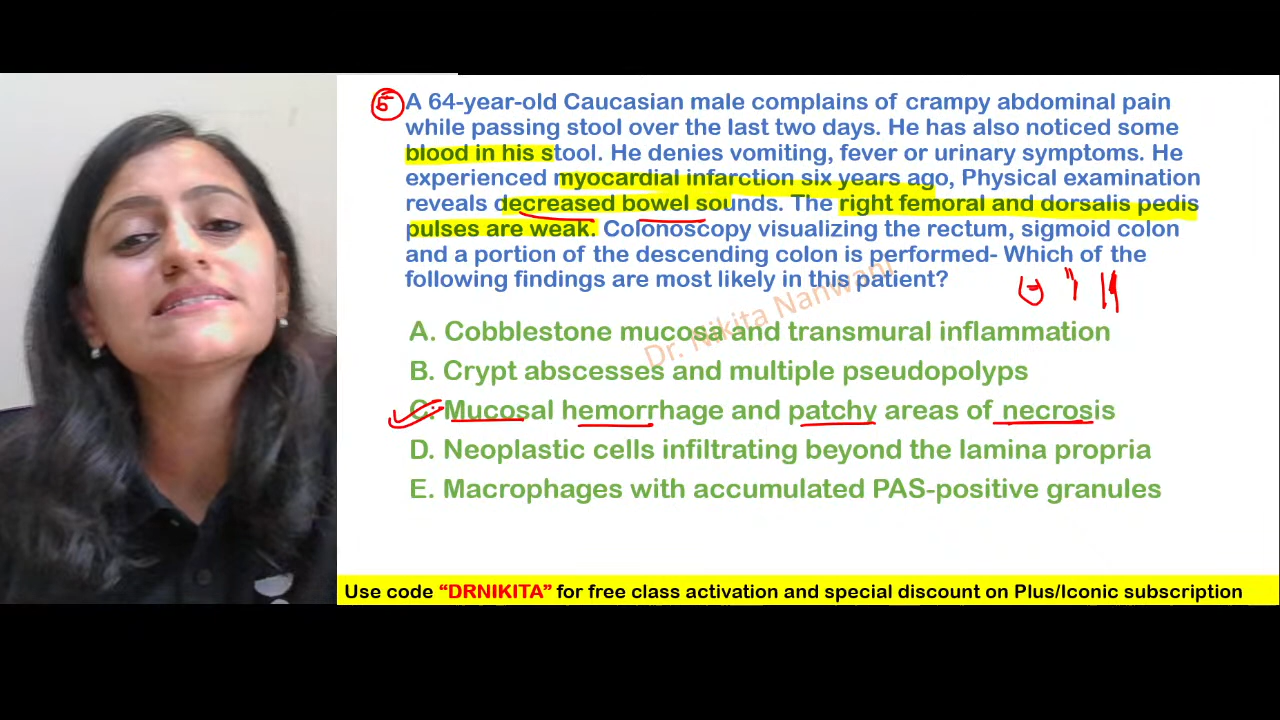 5 A 64-year-old Caucasian male complains of crampy abdominal pain
while passing stool over the last two days. He has also noticed some
blood in his stool. He denies vomiting, fever or urinary symptoms. He
experienced myocardial infarction six years ago, Physical examination
reveals decreased bowel sounds. The right femoral and dorsalis pedis
pulses are weak. Colonoscopy visualizing the rectum, sigmoid colon
and a portion of the descending colon is performed- Which of the
following findings are most likely in this patient?
Dr. Nikita Nanwani
A. Cobblestone mucosa and transmural inflammation
B. Crypt abscesses and multiple pseudopolyps
C. Mucosal hemorrhage and patchy areas of necrosis
D. Neoplastic cells infiltrating beyond the lamina propria
E. Macrophages with accumulated PAS-positive granules
Use code “DRNIKITA” for free class activation and special discount on Plus/Iconic subscription